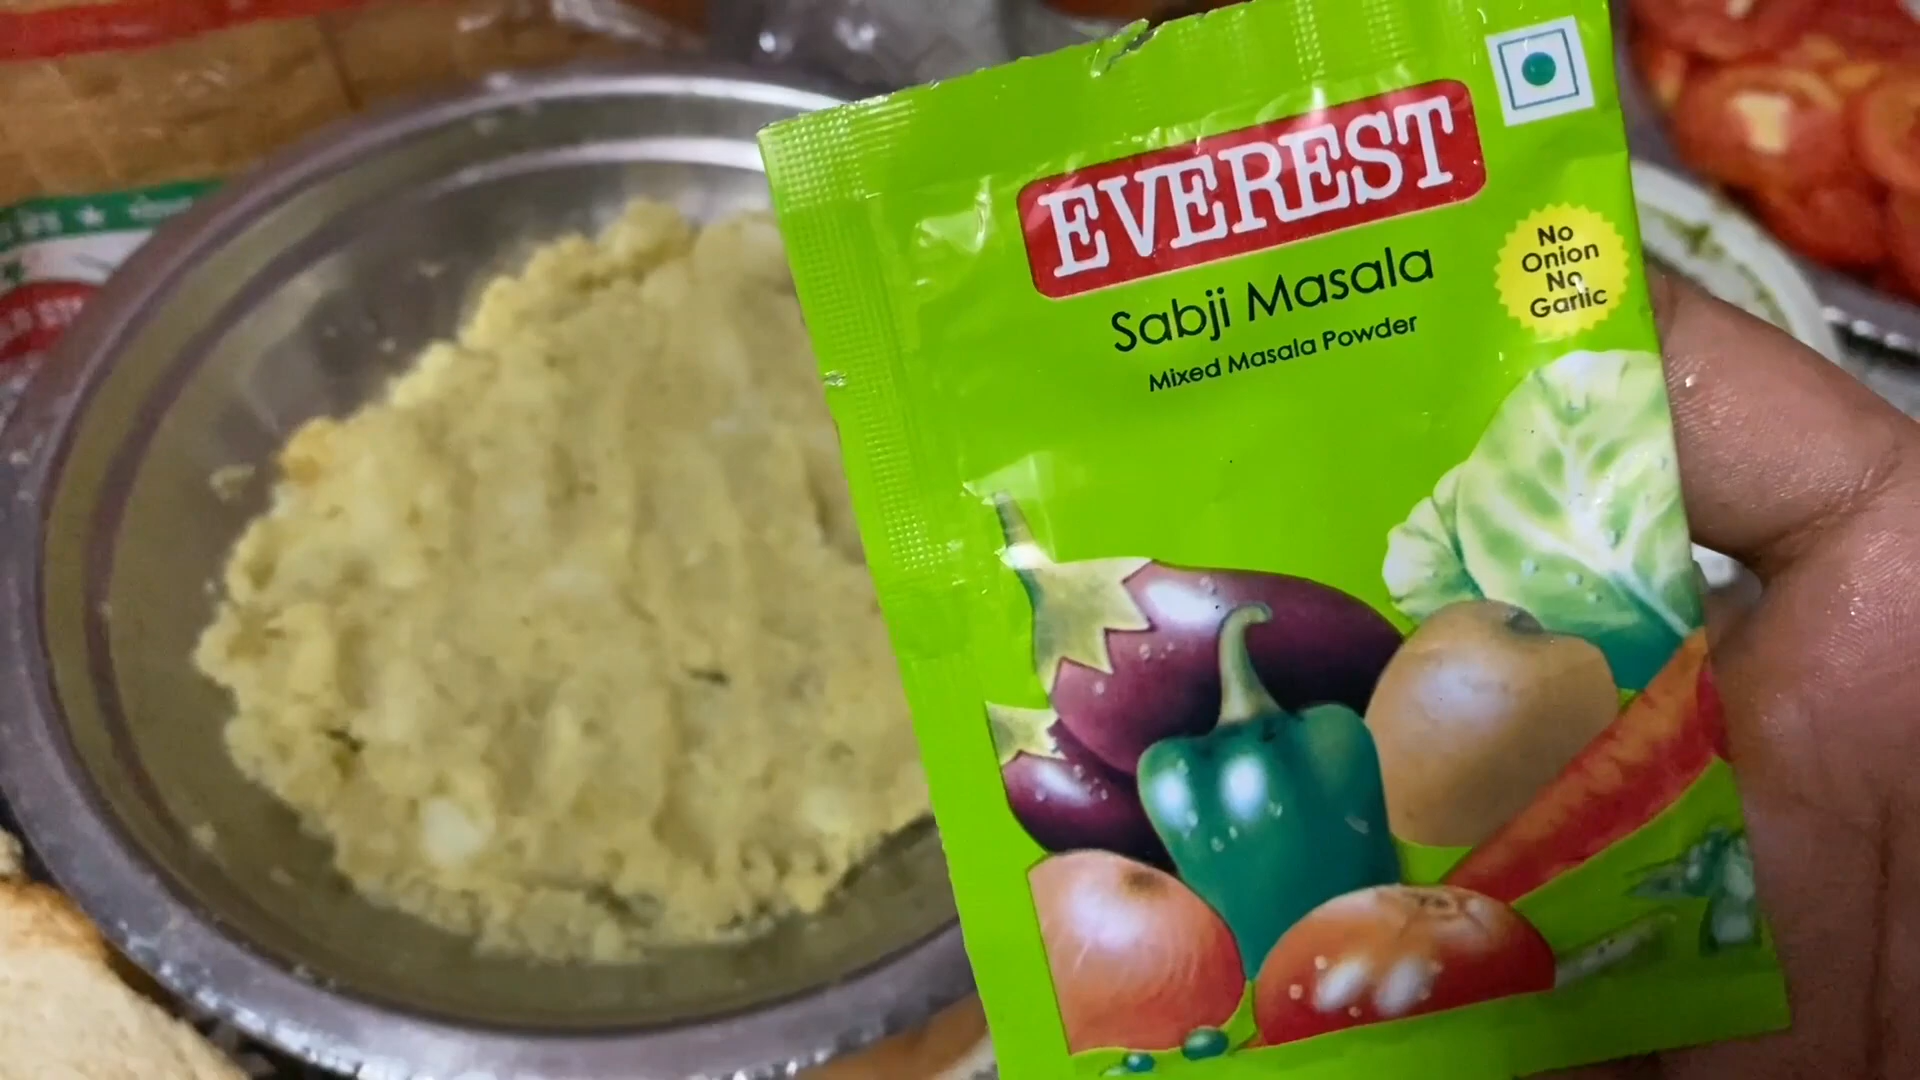 EVEREST
Sabji Masala
Mixed Masala Powder
No
Onion
No
Garlic